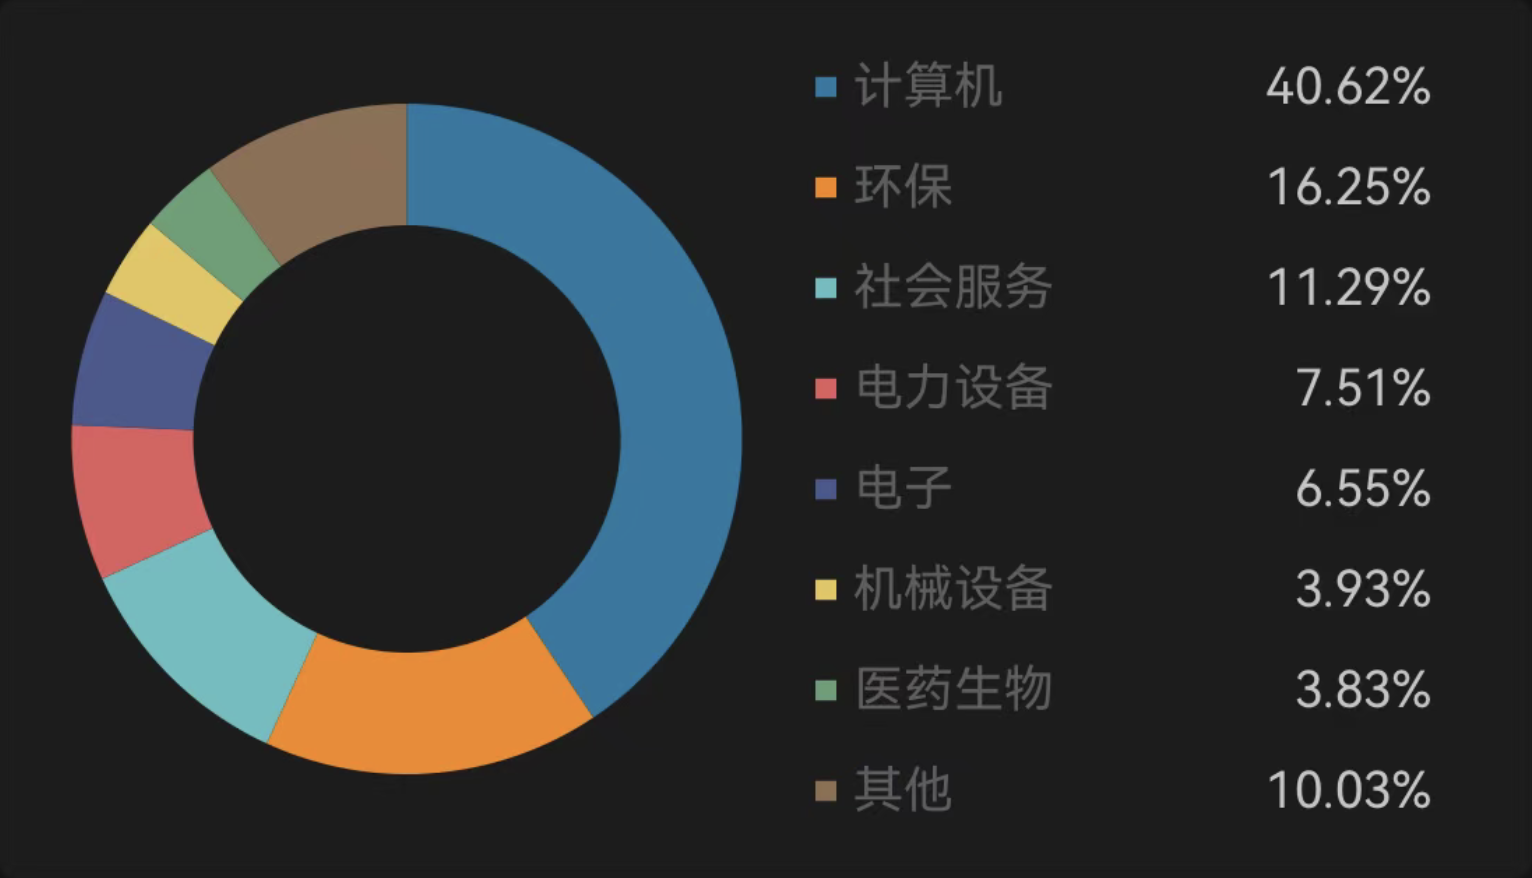 计算机 40.62%
环保 16.25%
社会服务 11.29%
电力设备 7.51%
电子 6.55%
机械设备 3.93%
医药生物 3.83%
其他 10.03%